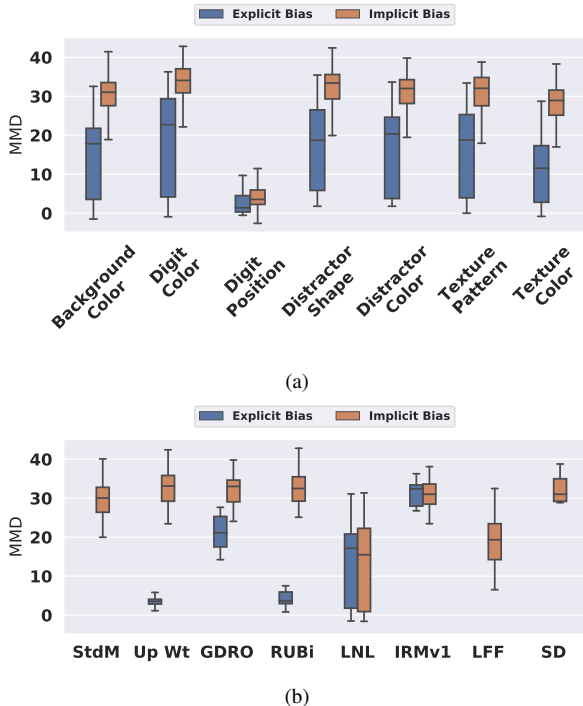 Explicit Bias Implicit Bias
40
30
20
10
0
MMD
Background Color
Digit Color
Digit Position
Distractor Shape
Distractor Color
Texture Pattern
Texture Color
(a)
Explicit Bias Implicit Bias
40
30
20
10
0
MMD
StdM Up Wt GDRO RUBi LNL IRMv1 LFF SD
(b)